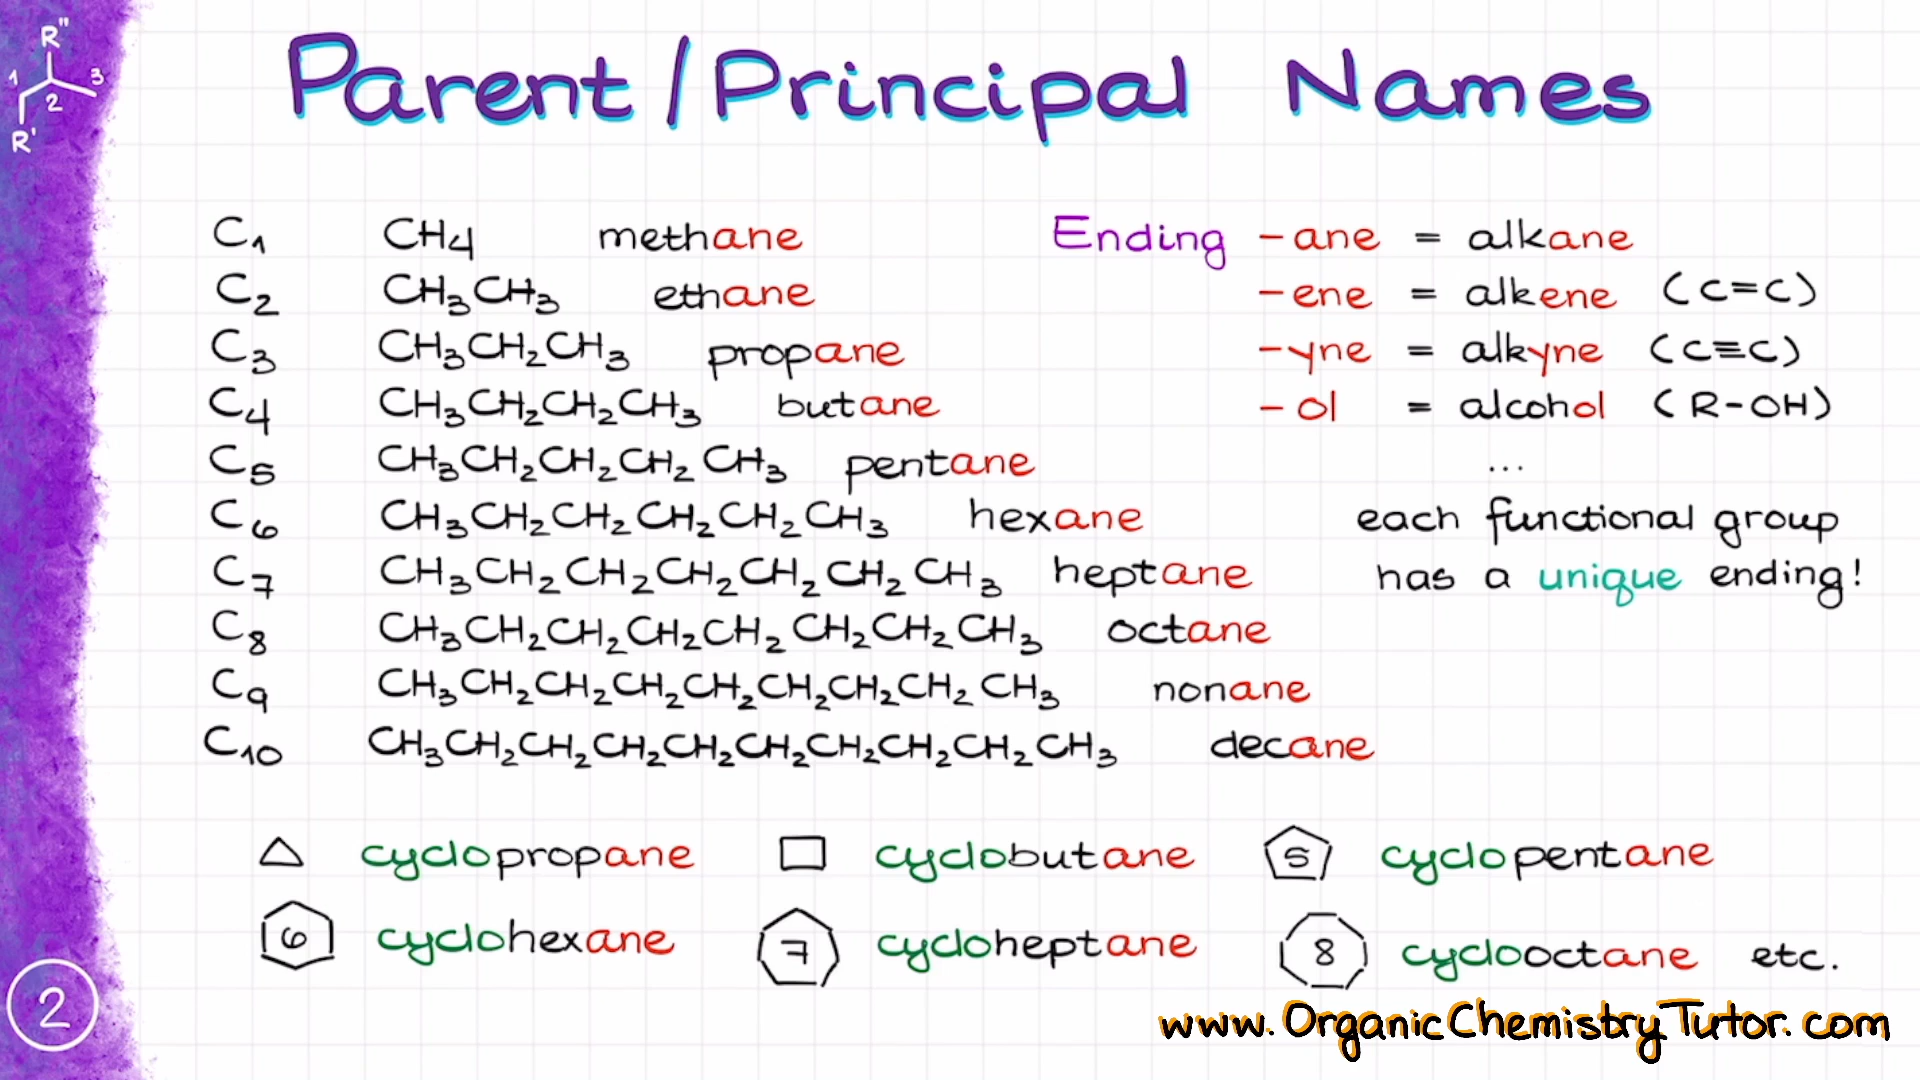 R"
1 3
2
R'
Parent/Principal Names
C₁ CH₄ methane
C₂ CH₃CH₃ ethane
C₃ CH₃CH₂CH₃ propane
C₄ CH₃CH₂CH₂CH₃ butane
C₅ CH₃CH₂CH₂CH₂CH₃ pentane
C₆ CH₃CH₂CH₂CH₂CH₂CH₃ hexane
C₇ CH₃CH₂CH₂CH₂CH₂CH₂CH₃ heptane
C₈ CH₃CH₂CH₂CH₂CH₂CH₂CH₂CH₃ octane
C₉ CH₃CH₂CH₂CH₂CH₂CH₂CH₂CH₂CH₃ nonane
C₁₀ CH₃CH₂CH₂CH₂CH₂CH₂CH₂CH₂CH₂CH₃ decane
Ending -ane = alkane
-ene = alkene (C=C)
-yne = alkyne (C≡C)
-ol = alcohol (R-OH)
...
each functional group
has a unique ending!
cyclopropane cyclobutane 5 cyclopentane
6 cyclohexane 7 cycloheptane 8 cyclooctane etc.
2
www.OrganicChemistryTutor.com